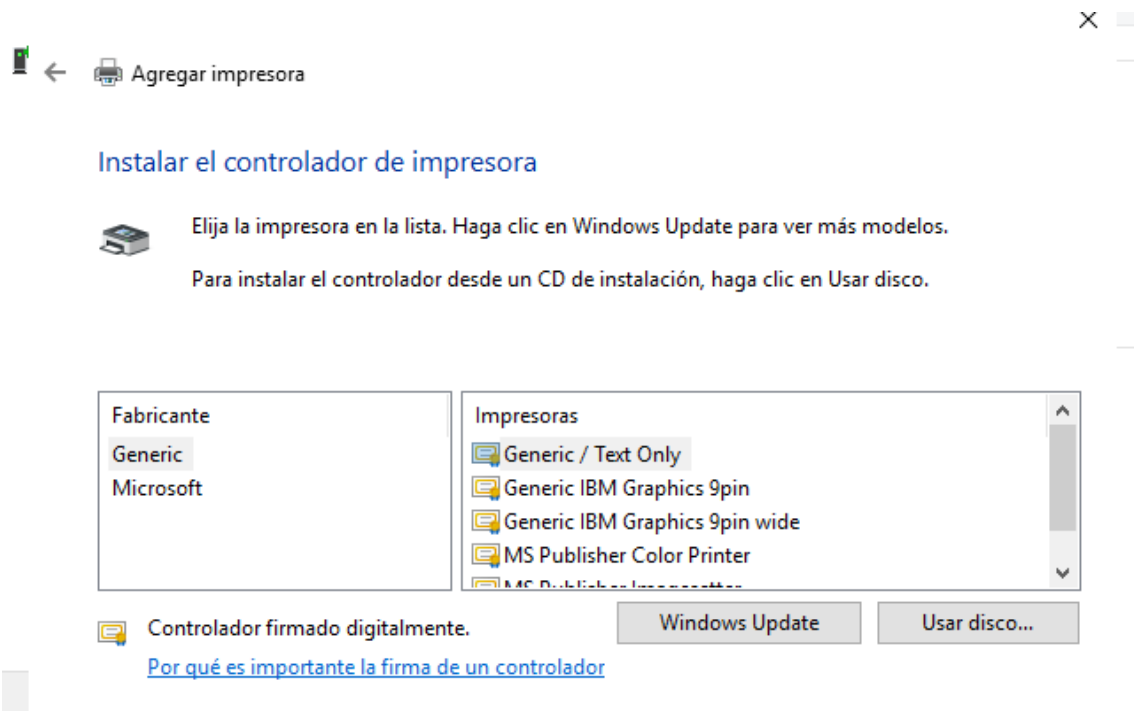 Agregar impresora
Instalar el controlador de impresora
Elija la impresora en la lista. Haga clic en Windows Update para ver más modelos.
Para instalar el controlador desde un CD de instalación, haga clic en Usar disco.
Fabricante
Generic
Microsoft
Impresoras
Generic / Text Only
Generic IBM Graphics 9pin
Generic IBM Graphics 9pin wide
MS Publisher Color Printer
MS Publisher
Controlador firmado digitalmente.
Windows Update
Usar disco...
Por qué es importante la firma de un controlador